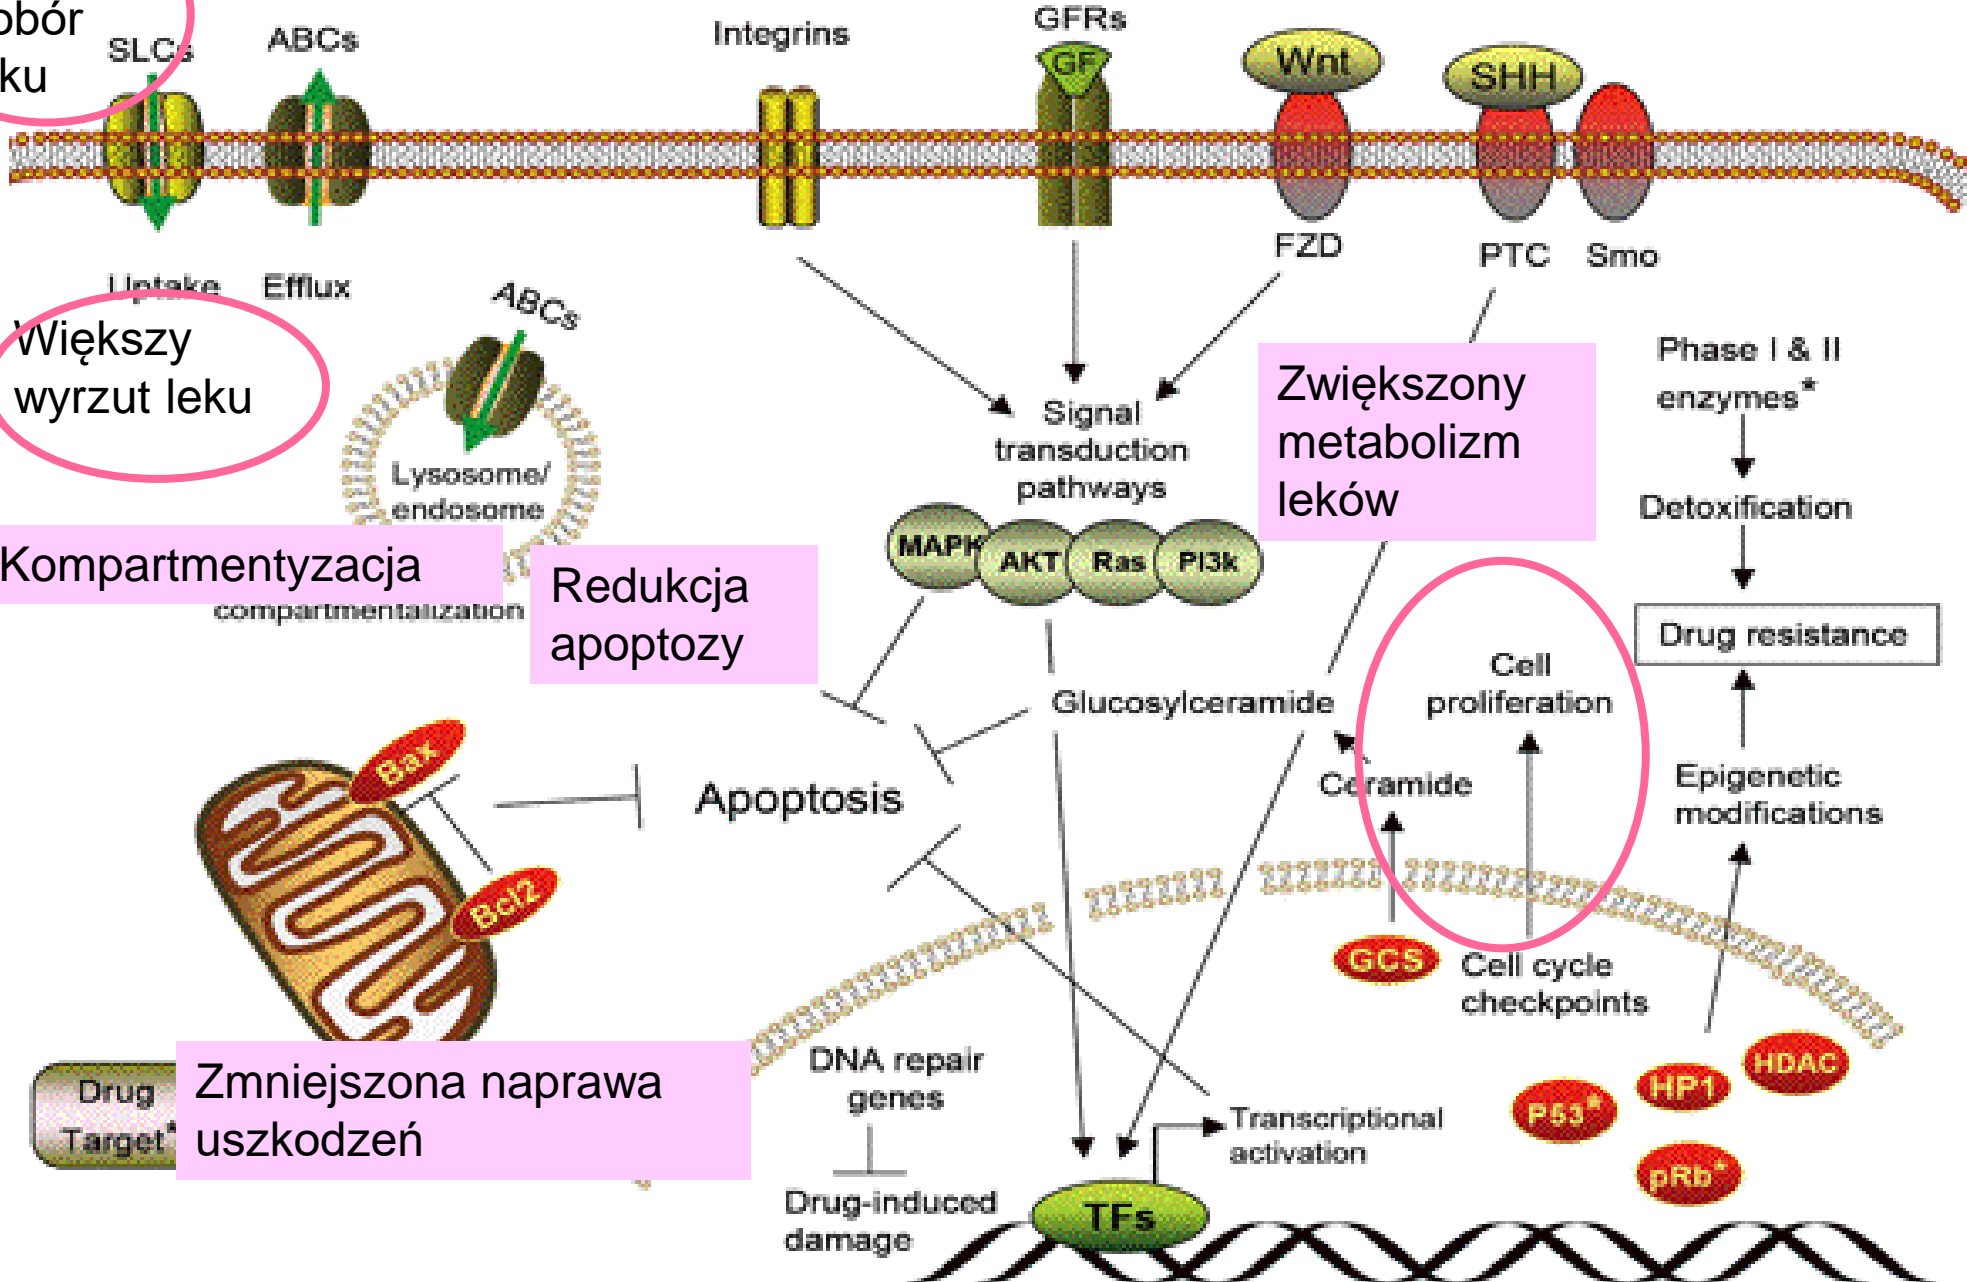 obór
ku
SLCs
ABCs
Integrins
GFRs
GF
Wnt
SHH
FZD
PTC Smo
Uptake Efflux
ABCs
Większy
wyrzut leku
Lysosome/
endosome
Kompartmentyzacja
compartmentalization
Redukcja
apoptozy
Signal
transduction
pathways
MAPK AKT Ras PI3k
Zwiększony
metabolizm
leków
Phase I & II
enzymes*
Detoxification
Drug resistance
Cell
proliferation
Glucosylceramide
Ceramide
Epigenetic
modifications
Bax
Bcl2
Apoptosis
GCS
Cell cycle
checkpoints
Drug
Target*
Zmniejszona naprawa
uszkodzeń
DNA repair
genes
Drug-induced
damage
Transcriptional
activation
TFs
P53*
HP1
HDAC
pRb*